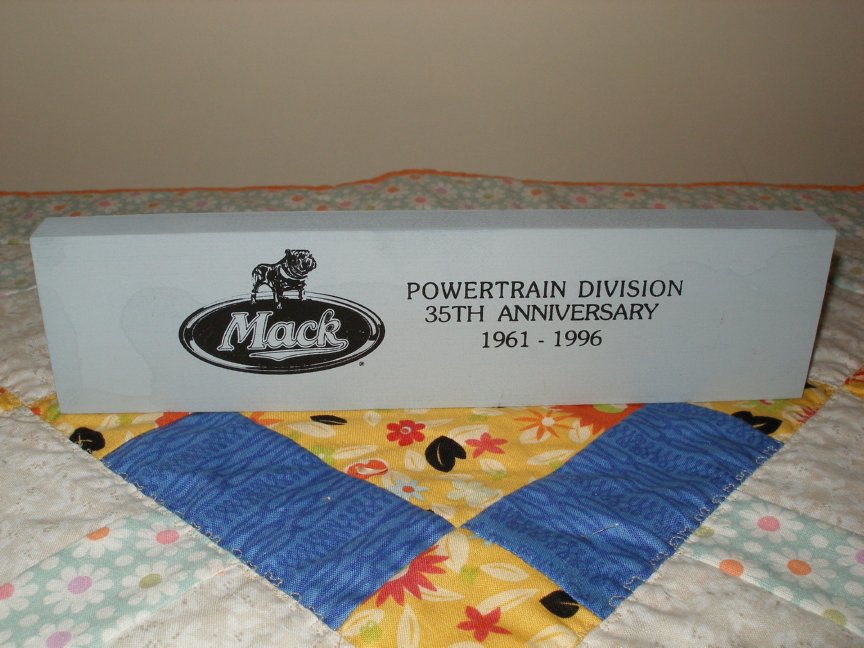 Mack
POWERTRAIN DIVISION
35TH ANNIVERSARY
1961 - 1996